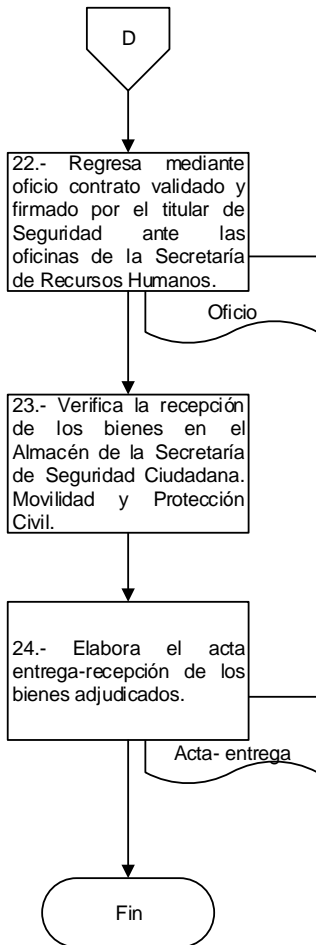 D
22.- Regresa mediante
oficio contrato validado y
firmado por el titular de
Seguridad ante las
oficinas de la Secretaría
de Recursos Humanos.
Oficio
23.- Verifica la recepción
de los bienes en el
Almacén de la Secretaría
de Seguridad Ciudadana.
Movilidad y Protección
Civil.
24.- Elabora el acta
entrega-recepción de los
bienes adjudicados.
Acta- entrega
Fin